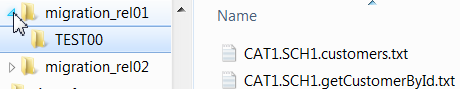 migration_rel01
TEST00
migration_rel02
Name
CAT1.SCH1.customers.txt
CAT1.SCH1.getCustomerById.txt